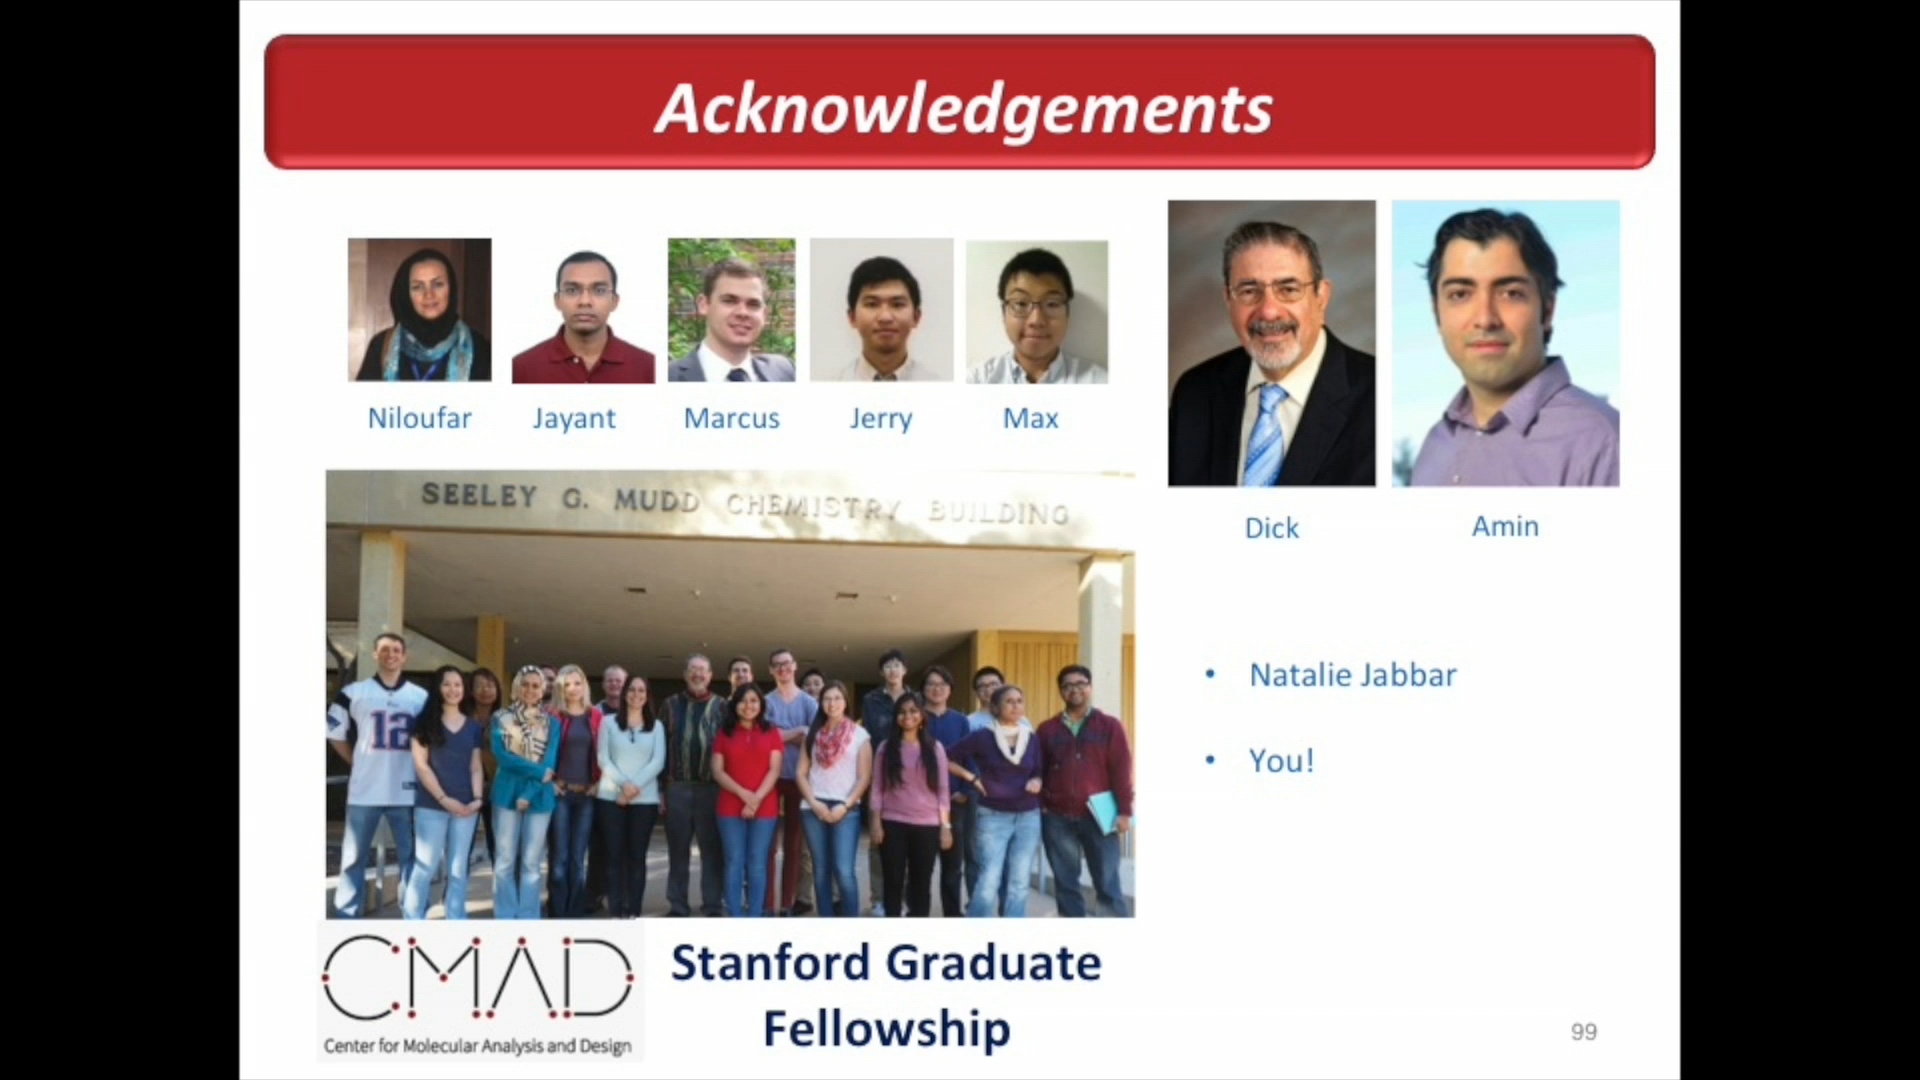 Acknowledgements
Niloufar
Jayant
Marcus
Jerry
Max
Dick
Amin
SEELEY G. MUDD CHEMISTRY BUILDING
12
• Natalie Jabbar
• You!
CMAD
Center for Molecular Analysis and Design
Stanford Graduate
Fellowship
99